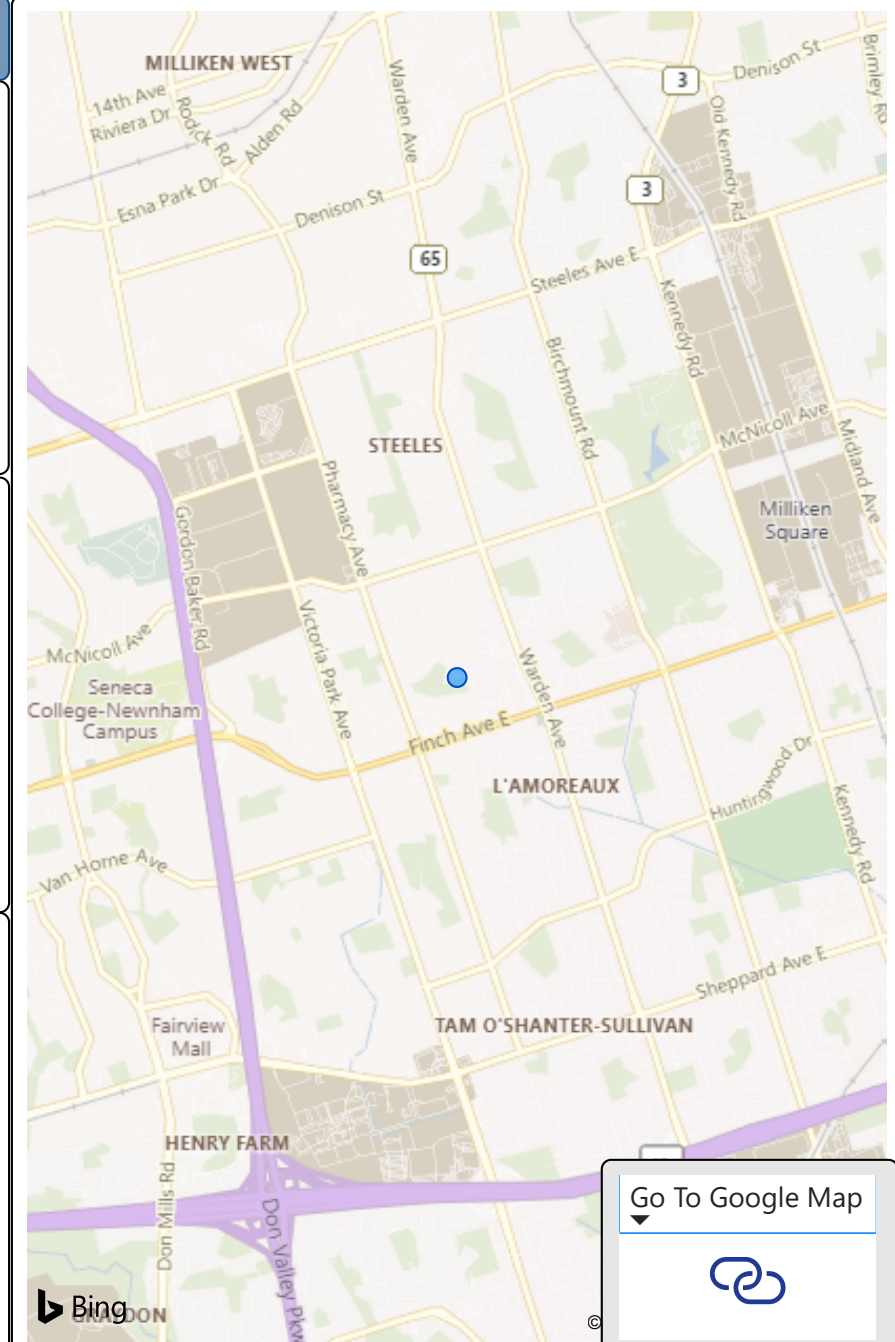 MILLIKEN WEST
Denison St
Brimley Rd
3
14th Ave
Riviera Dr
Rodick Rd
Alden Rd
Warden Ave
Old Kennedy Rd
3
Esna Park Dr
Denison St
65
Steeles Ave E
Kennedy Rd
Birchmount Rd
STEELES
McNicoll Ave
Midland Ave
Pharmacy Ave
Milliken
Square
Gordon Baker Rd
McNicoll Ave
Victoria Park Ave
Warden Ave
Seneca
College-Newnham
Campus
Finch Ave E
L'AMOREAUX
Huntingwood Dr
Kennedy Rd
Van Horne Ave
Sheppard Ave E
Fairview
Mall
TAM O'SHANTER-SULLIVAN
HENRY FARM
Don Mills Rd
Don Valley Pkw
Go To Google Map
Bing
©